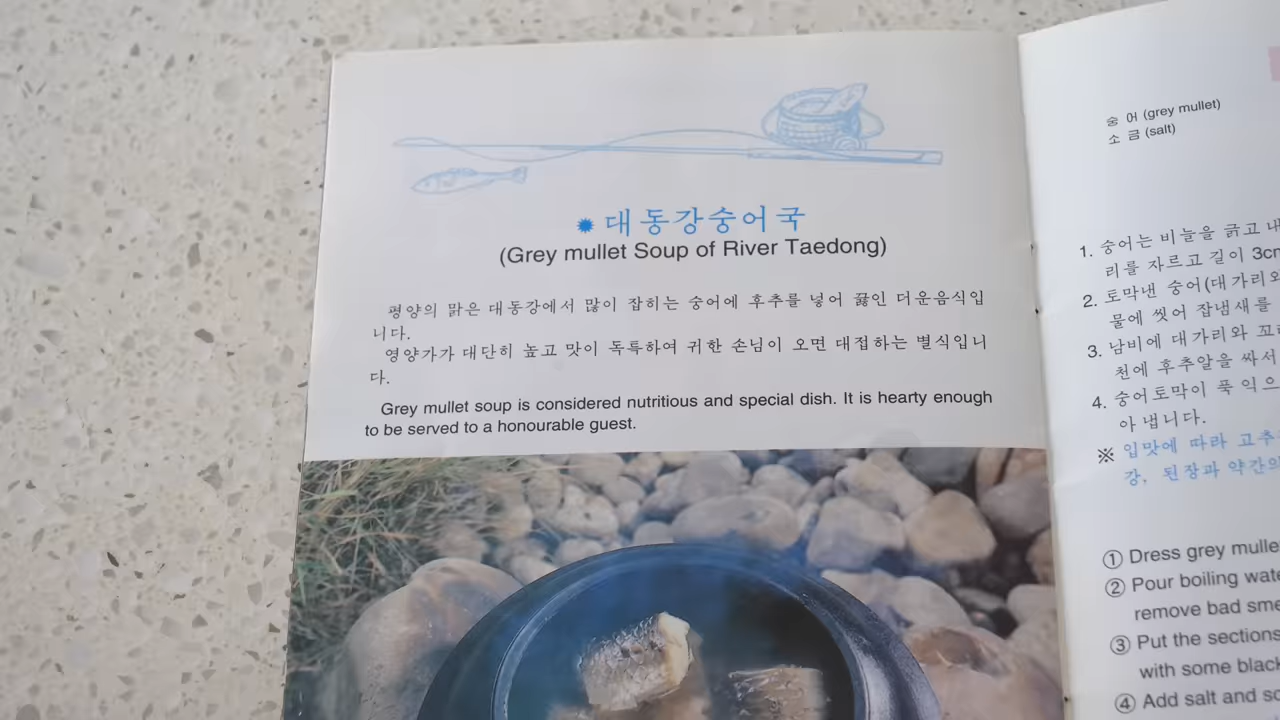 대동강숭어국
(Grey mullet Soup of River Taedong)
평양의 맑은 대동강에서 많이 잡히는 숭어에 후추를 넣어 끓인 더운음식입
니다.
영양가가 대단히 높고 맛이 독특하여 귀한 손님이 오면 대접하는 별식입니
다.
Grey mullet soup is considered nutritious and special dish. It is hearty enough
to be served to a honourable guest.
숭 어 (grey mullet)
소 금 (salt)
1. 숭어는 비늘을 긁고
리를 자르고 길이 3cm
2. 토막낸 숭어(대가리와
물에 씻어 잡냄새를
3. 남비에 대가리와
천에 후추알을 싸서
4. 숭어토막이 푹
아 냅니다.
※ 입맛에 따라
강, 된장과 약간의
① Dress grey
② Pour boiling
remove bad
③ Put the sections
with some
④ Add salt and